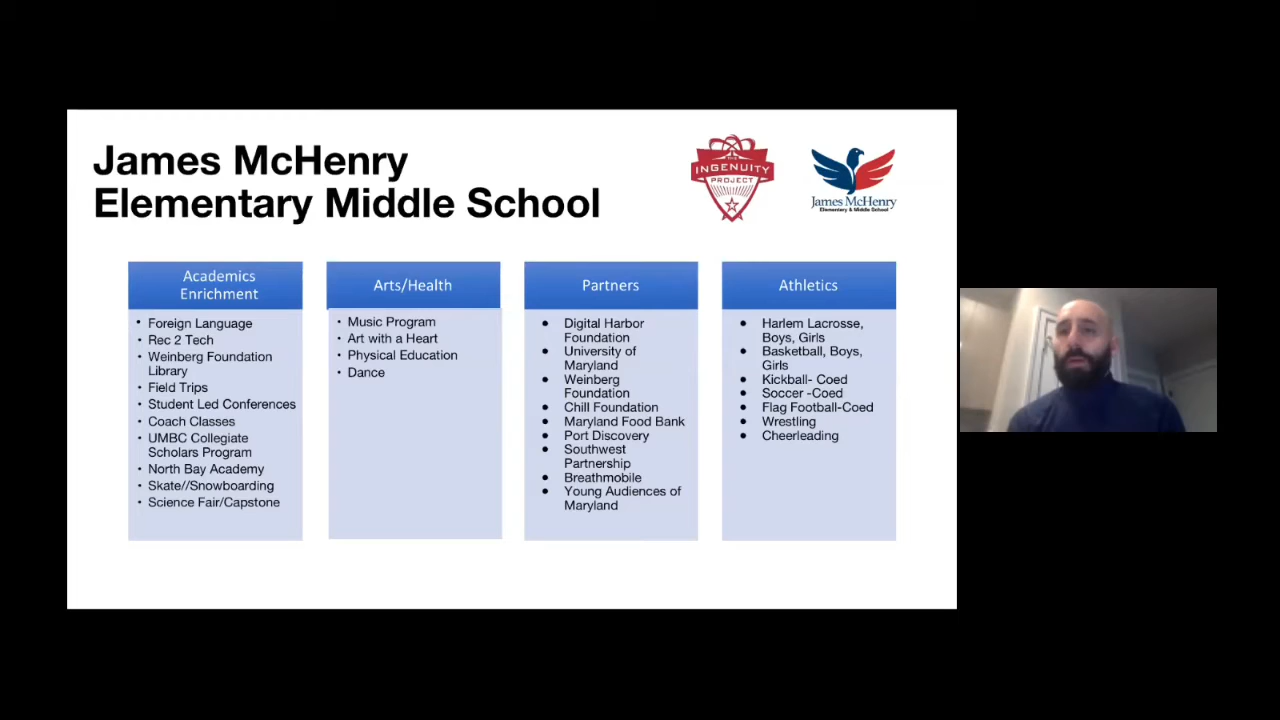 James McHenry
Elementary Middle School
THE
INGENUITY
PROJECT
James McHenry
Elementary & Middle School
Academics
Enrichment
• Foreign Language
• Rec 2 Tech
• Weinberg Foundation
Library
• Field Trips
• Student Led Conferences
• Coach Classes
• UMBC Collegiate
Scholars Program
• North Bay Academy
• Skate//Snowboarding
• Science Fair/Capstone
Arts/Health
• Music Program
• Art with a Heart
• Physical Education
• Dance
Partners
● Digital Harbor
Foundation
● University of
Maryland
● Weinberg
Foundation
● Chill Foundation
● Maryland Food Bank
● Port Discovery
● Southwest
Partnership
● Breathmobile
● Young Audiences of
Maryland
Athletics
● Harlem Lacrosse,
Boys, Girls
● Basketball, Boys,
Girls
● Kickball- Coed
● Soccer -Coed
● Flag Football-Coed
● Wrestling
● Cheerleading